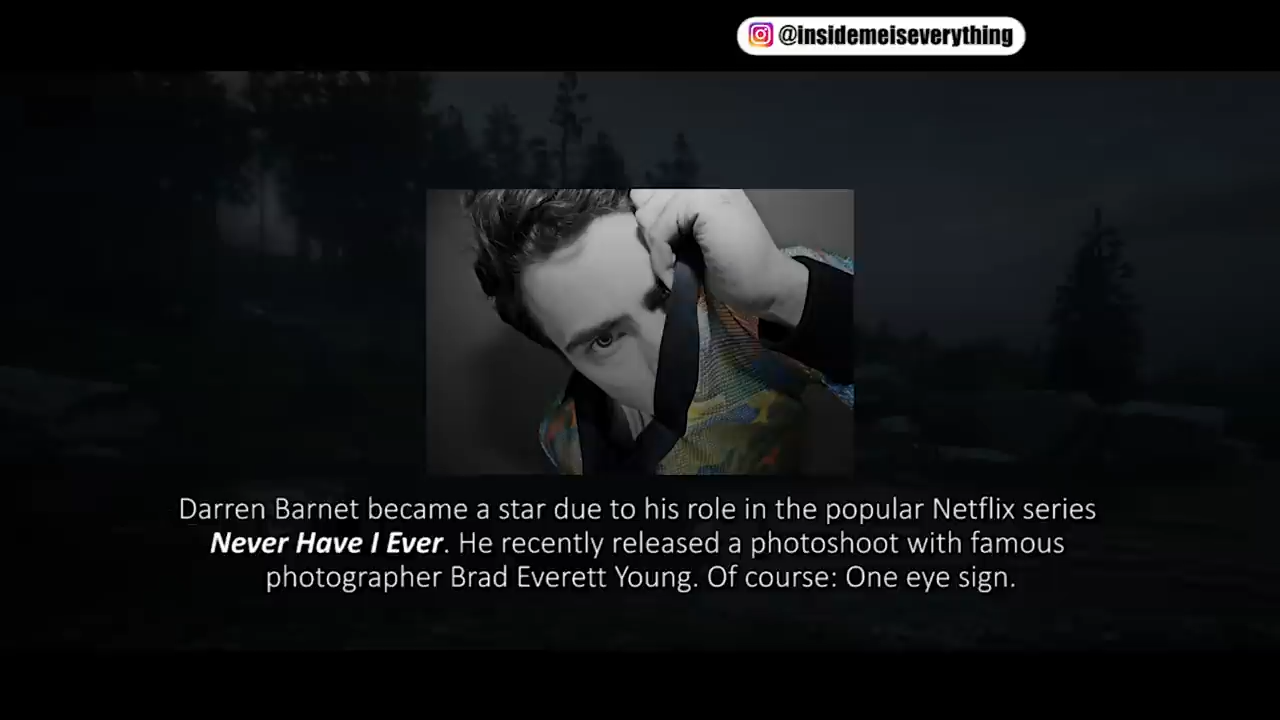 @insidemeiseverything
Darren Barnet became a star due to his role in the popular Netflix series
Never Have I Ever. He recently released a photoshoot with famous
photographer Brad Everett Young. Of course: One eye sign.